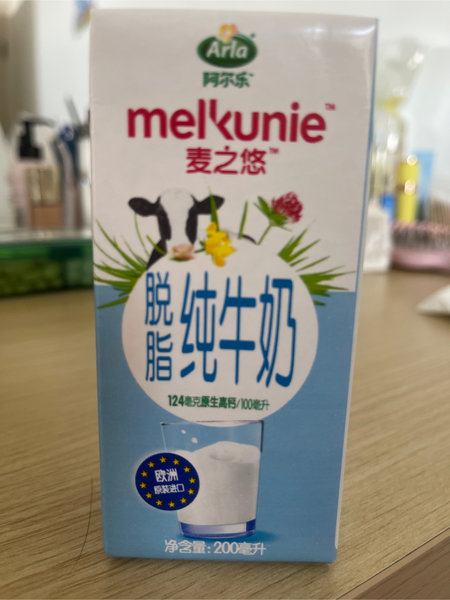 Arla
阿尔乐™
melkunie™
麦之悠™
脱脂
纯牛奶
124毫克原生高钙/100毫升
欧洲
原装进口
净含量:200毫升